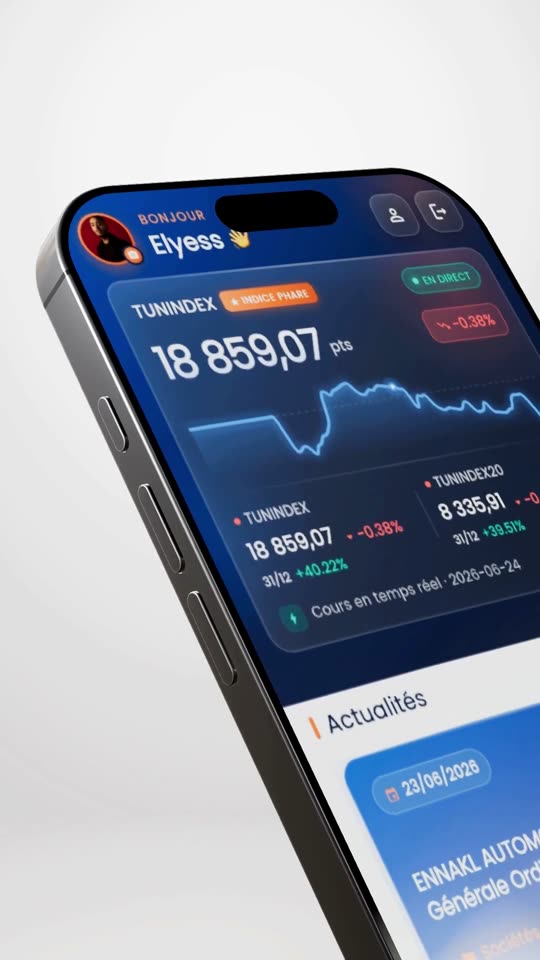 BONJOUR
Elyess 👋
TUNINDEX
INDICE PHARE
EN DIRECT
18 859,07 pts
-0.38%
TUNINDEX
18 859,07
-0.38%
31/12 +40.22%
TUNINDEX20
8 335,91
31/12 +39.51%
Cours en temps réel · 2026-06-24
Actualités
23/06/2026
ENNAKL
Générale
Sociétés